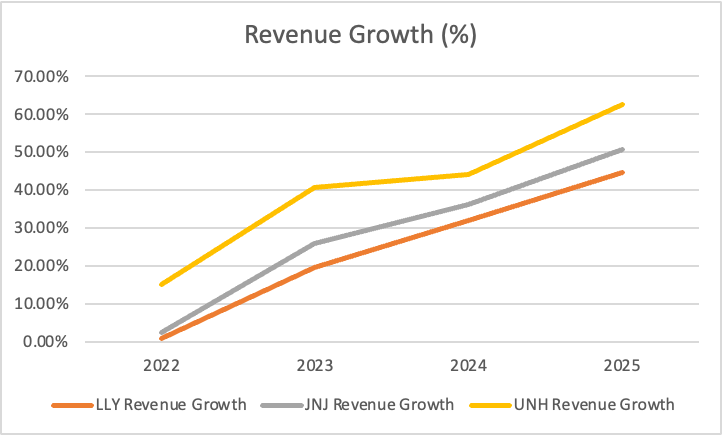 Revenue Growth (%)
70.00%
60.00%
50.00%
40.00%
30.00%
20.00%
10.00%
0.00%
2022 2023 2024 2025
LLY Revenue Growth JNJ Revenue Growth UNH Revenue Growth